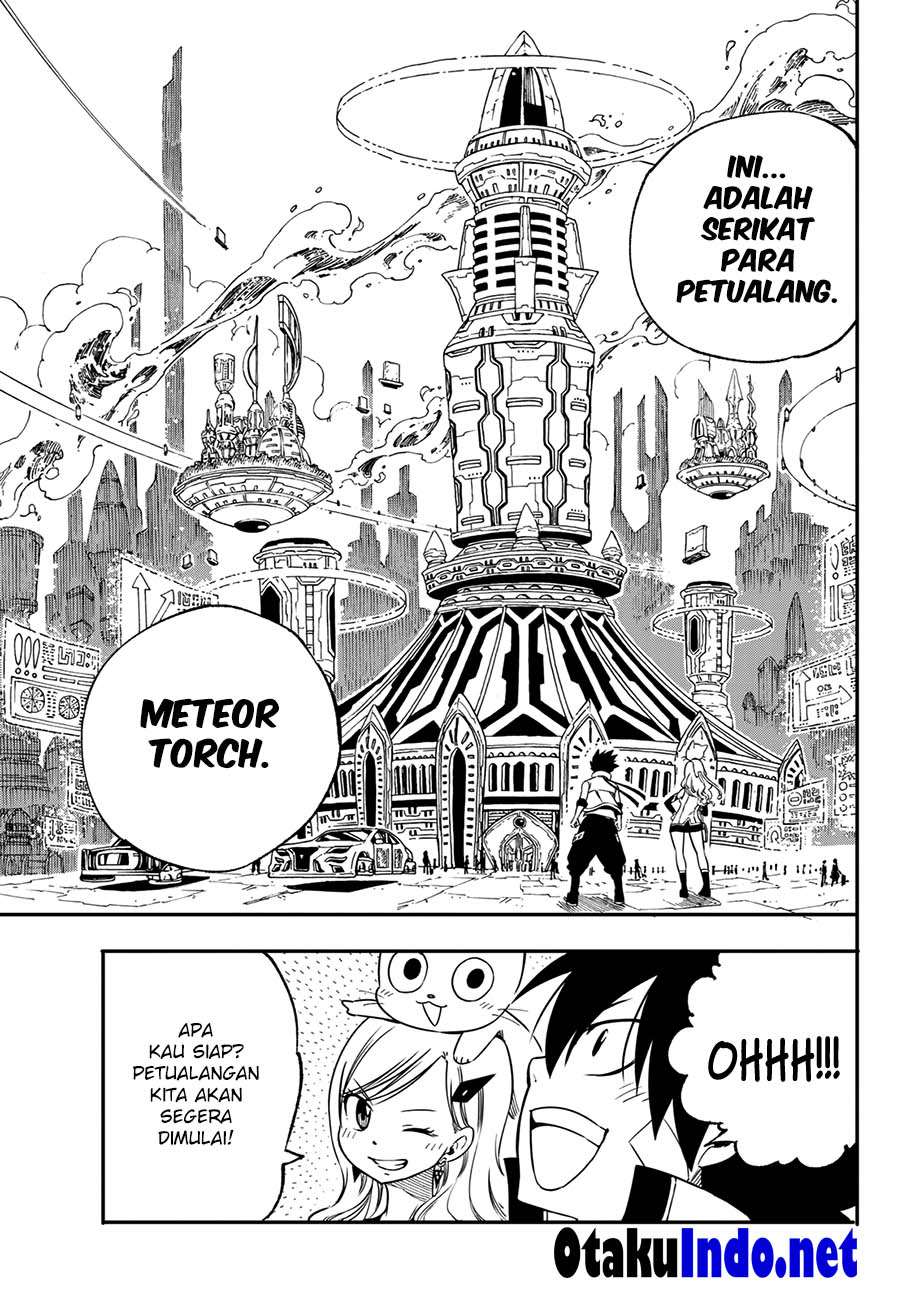 INI...
ADALAH
SERIKAT
PARA
PETUALANG.
METEOR
TORCH.
OHHH!!!
APA
KAU SIAP?
PETUALANGAN
KITA AKAN
SEGERA
DIMULAI!
OtakuIndo.net